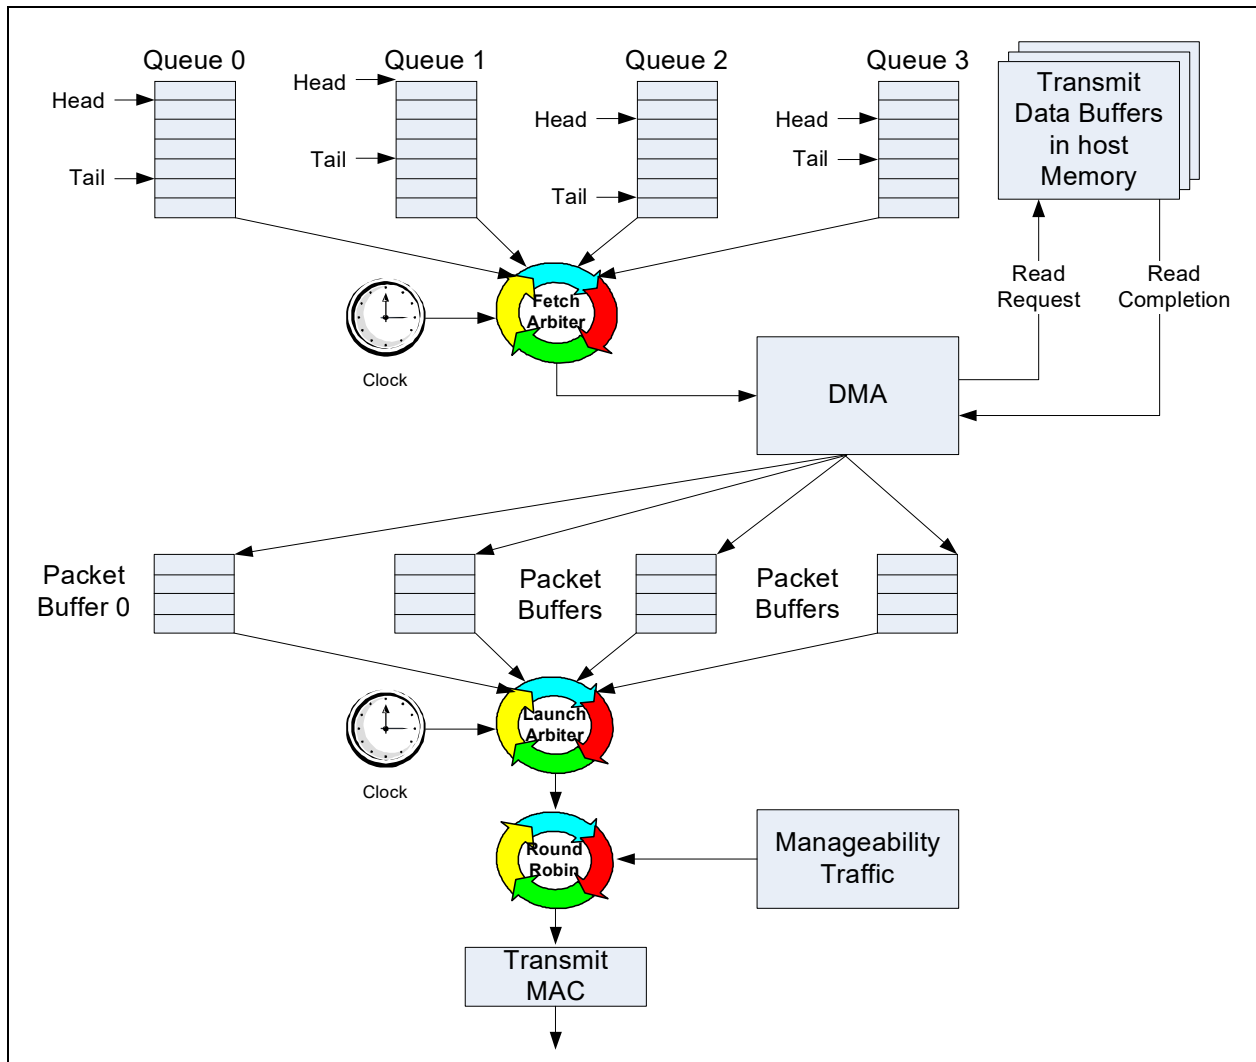 Queue 0
Queue 1
Queue 2
Queue 3
Head
Tail
Head
Tail
Head
Tail
Head
Tail
Transmit
Data Buffers
in host
Memory
Read
Request
Read
Completion
Fetch
Arbiter
Clock
DMA
Packet
Buffer 0
Packet
Buffers
Packet
Buffers
Launch
Arbiter
Clock
Round
Robin
Manageability
Traffic
Transmit
MAC